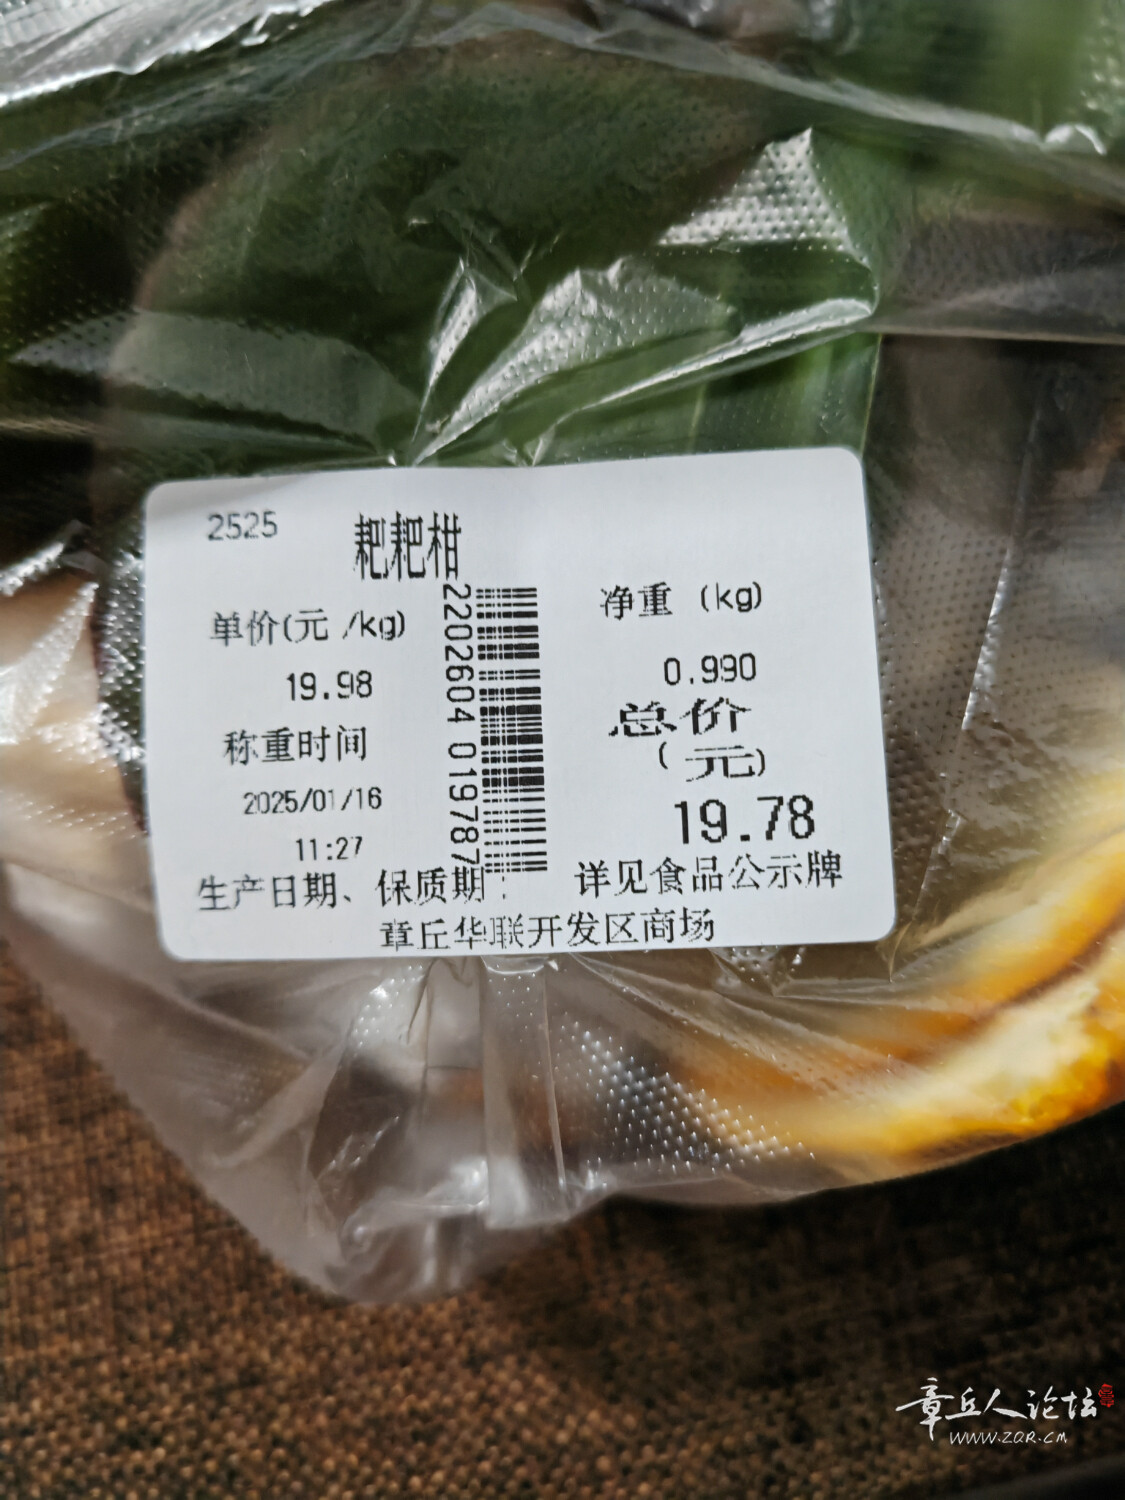 2525
耙耙柑
单价(元 /kg)
19.98
称重时间
2025/01/16
11:27
2202604 019787
净重 (kg)
0.990
总价
(元)
19.78
生产日期、保质期: 详见食品公示牌
章丘华联开发区商场
章丘人论坛
WWW.ZQR.CM